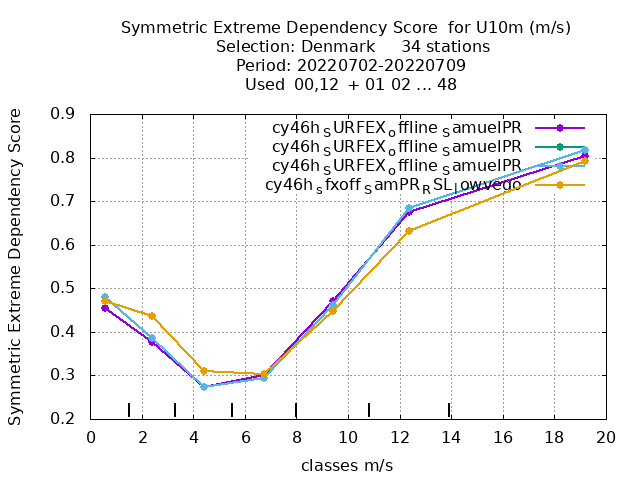 Symmetric Extreme Dependency Score for U10m (m/s)
Selection: Denmark 34 stations
Period: 20220702-20220709
Used 00,12 + 01 02 ... 48
Symmetric Extreme Dependency Score
0.9
0.8
0.7
0.6
0.5
0.4
0.3
0.2
cy46h_SURFEX_offline_SamuelPR
cy46h_SURFEX_offline_SamuelPR
cy46h_SURFEX_offline_SamuelPR
cy46h_sfxoff_SamPR_RSL_lowvedo
0 2 4 6 8 10 12 14 16 18 20
classes m/s